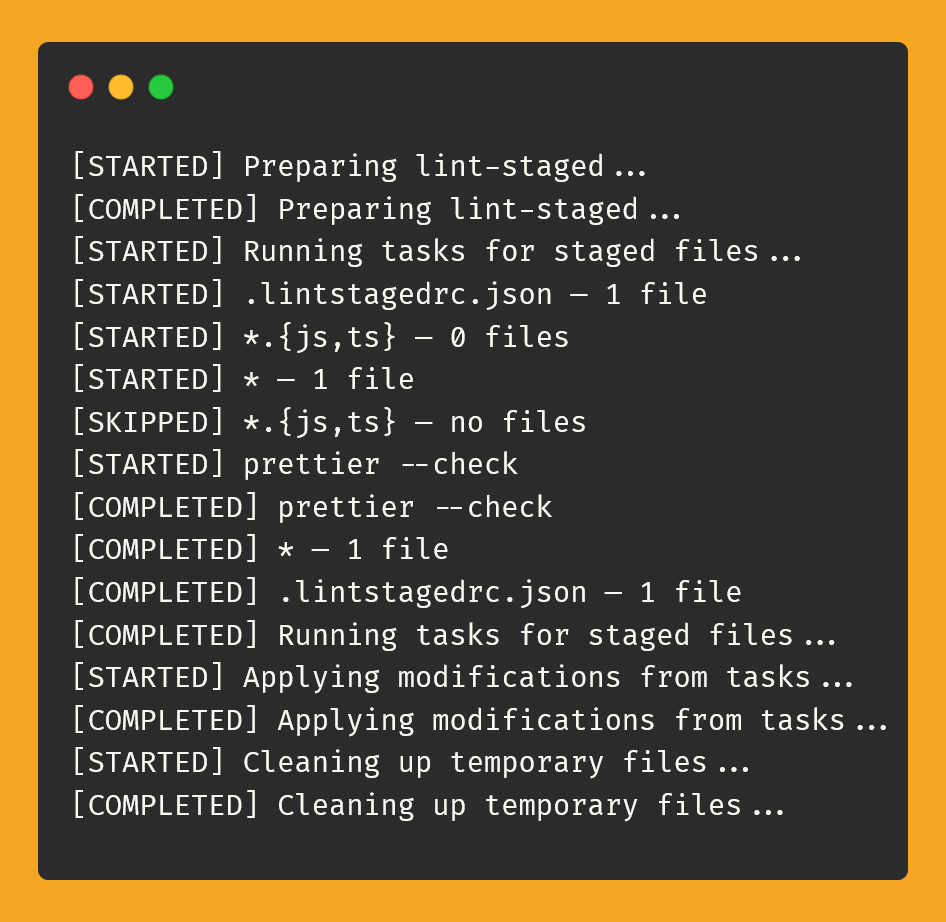 [STARTED] Preparing lint-staged...
[COMPLETED] Preparing lint-staged...
[STARTED] Running tasks for staged files...
[STARTED] .lintstagedrc.json — 1 file
[STARTED] *.{js,ts} — 0 files
[STARTED] * — 1 file
[SKIPPED] *.{js,ts} — no files
[STARTED] prettier --check
[COMPLETED] prettier --check
[COMPLETED] * — 1 file
[COMPLETED] .lintstagedrc.json — 1 file
[COMPLETED] Running tasks for staged files...
[STARTED] Applying modifications from tasks...
[COMPLETED] Applying modifications from tasks...
[STARTED] Cleaning up temporary files...
[COMPLETED] Cleaning up temporary files...